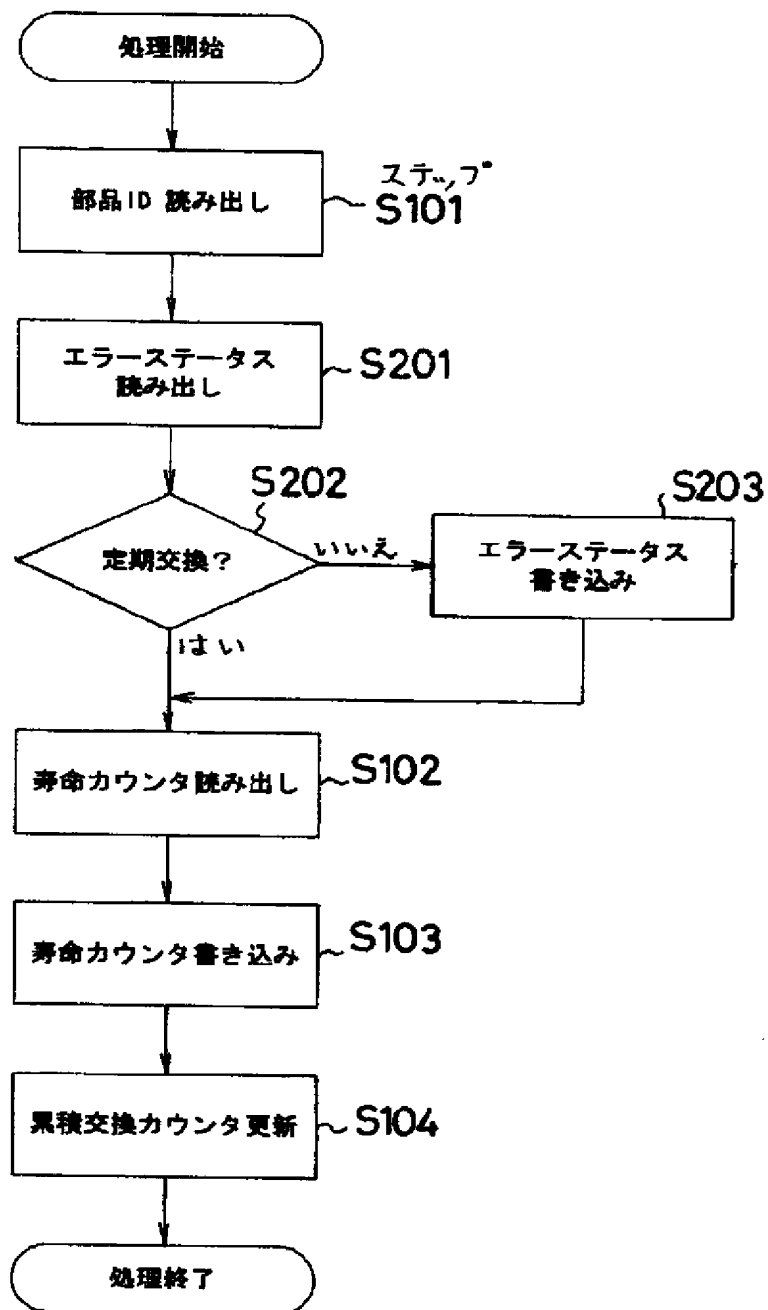 処理開始
部品ID 読み出し
ステップ
S101
エラーステータス
読み出し
S201
S202
定期交換?
いいえ
S203
エラーステータス
書き込み
はい
寿命カウンタ読み出し
S102
寿命カウンタ書き込み
S103
累積交換カウンタ更新
S104
処理終了